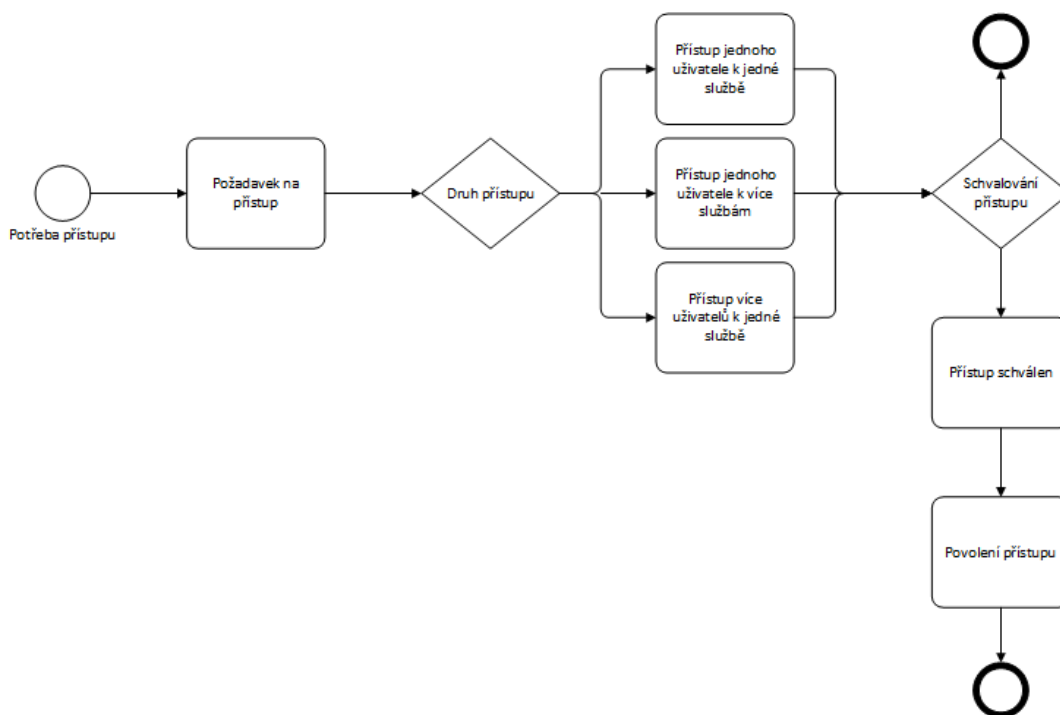 Potřeba přístupu
Požadavek na
přístup
Druh přístupu
Přístup jednoho
uživatele k jedné
službě
Přístup jednoho
uživatele k více
službám
Přístup více
uživatelů k jedné
službě
Schvalování
přístupu
Přístup schválen
Povolení přístupu